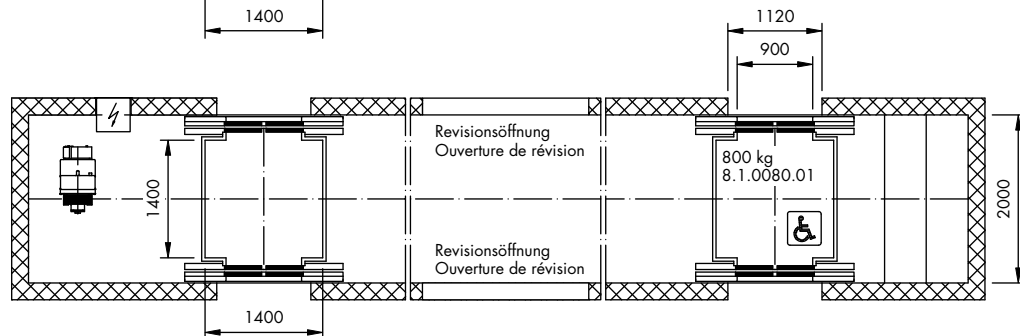 1400
1120
900
Revisionsöffnung
Ouverture de révision
800 kg
8.1.0080.01
1400
2000
Revisionsöffnung
Ouverture de révision
1400